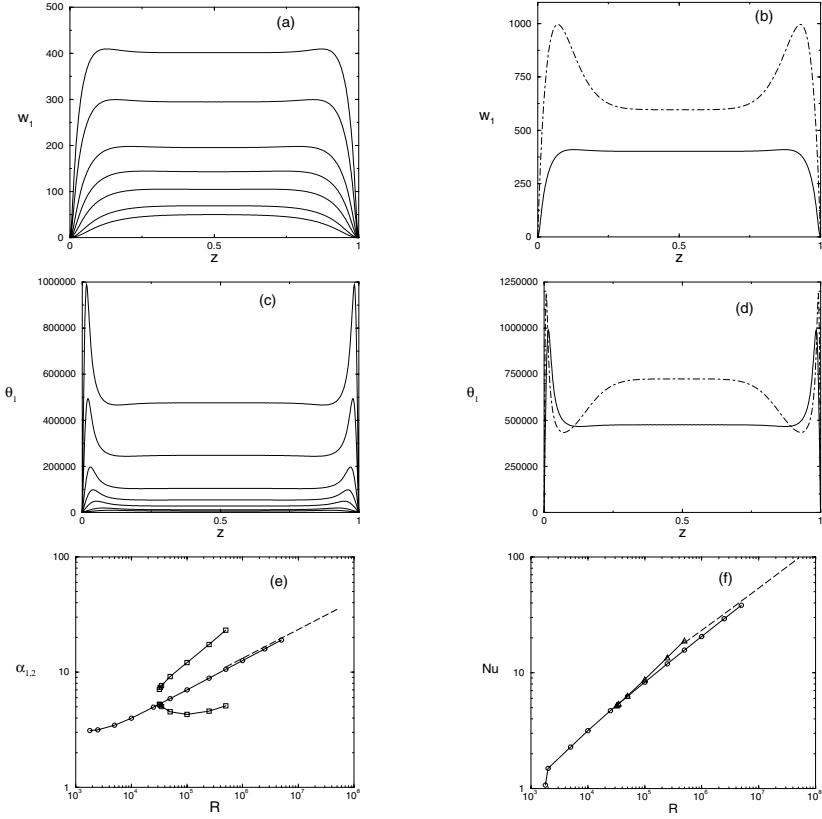 (a)
500
400
300
200
100
0
w₁
0
0.5
1
z
(b)
1000
750
500
250
0
w₁
0
0.5
1
z
(c)
1000000
800000
600000
400000
200000
0
θ₁
0
0.5
1
z
(d)
1250000
1000000
750000
500000
250000
0
θ₁
0
0.5
1
z
(e)
100
10
1
α₁,₂
10³
10⁴
10⁵
10⁶
10⁷
10⁸
R
(f)
100
10
1
Nu
10³
10⁴
10⁵
10⁶
10⁷
10⁸
R